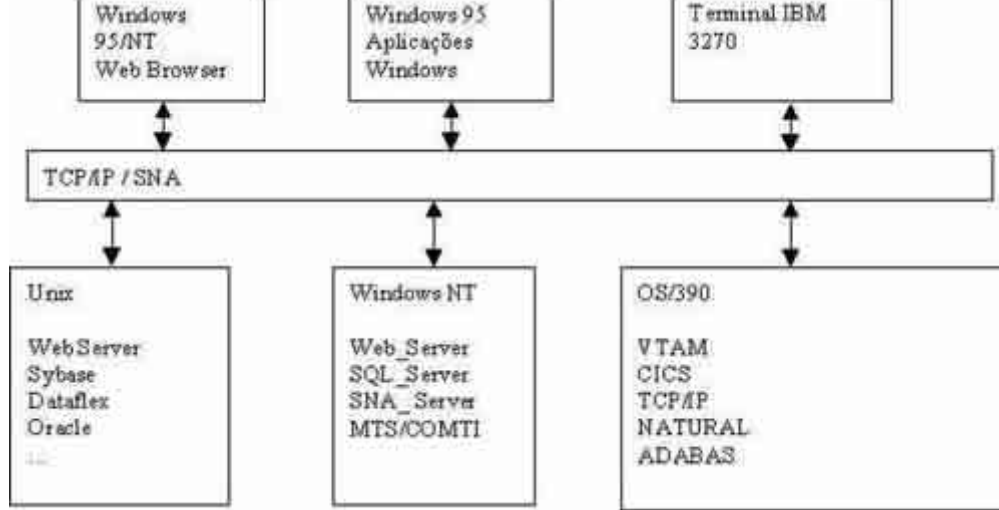 Windows
95/NT
Web Browser
Windows 95
Aplicações
Windows
Terminal IBM
3270
TCP/IP / SNA
Unix
WebServer
Sybase
Dataflex
Oracle
...
Windows NT
Web_Server
SQL_Server
SNA_Server
MTS/COMTI
OS/390
VTAM
CICS
TCP/IP
NATURAL
ADABAS